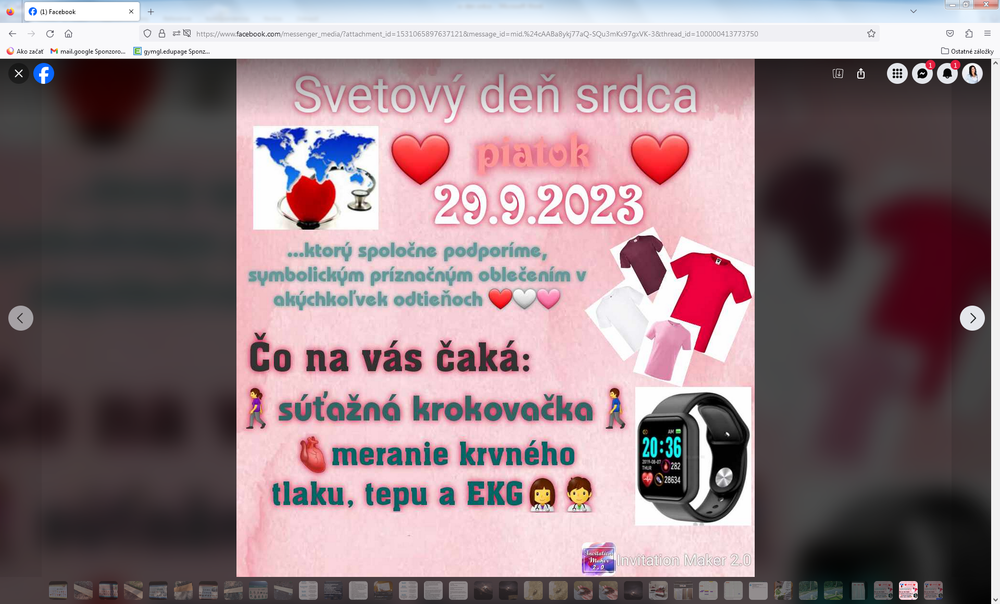 (1) Facebook
https://www.facebook.com/messenger_media/?attachment_id=1531065897637121&message_id=mid.%24cAABa8ykj77aQ-SQu3mKx97gxVK-3&thread_id=100000413773750
Ako začať
mail.google Sponzoro...
gymgl.edupage Sponz...
Ostatné záložky
1
1
Svetový deň srdca
piatok
29.9.2023
...ktorý spoločne podporíme,
symbolickým príznačným oblečením v
akýchkoľvek odtieňoch
Čo na vás čaká:
súťažná krokovačka
meranie krvného
tlaku, tepu a EKG
AM
20:36
2019-08-07
THUR
282
28634
Invitation
Maker
2.0
Invitation Maker 2.0